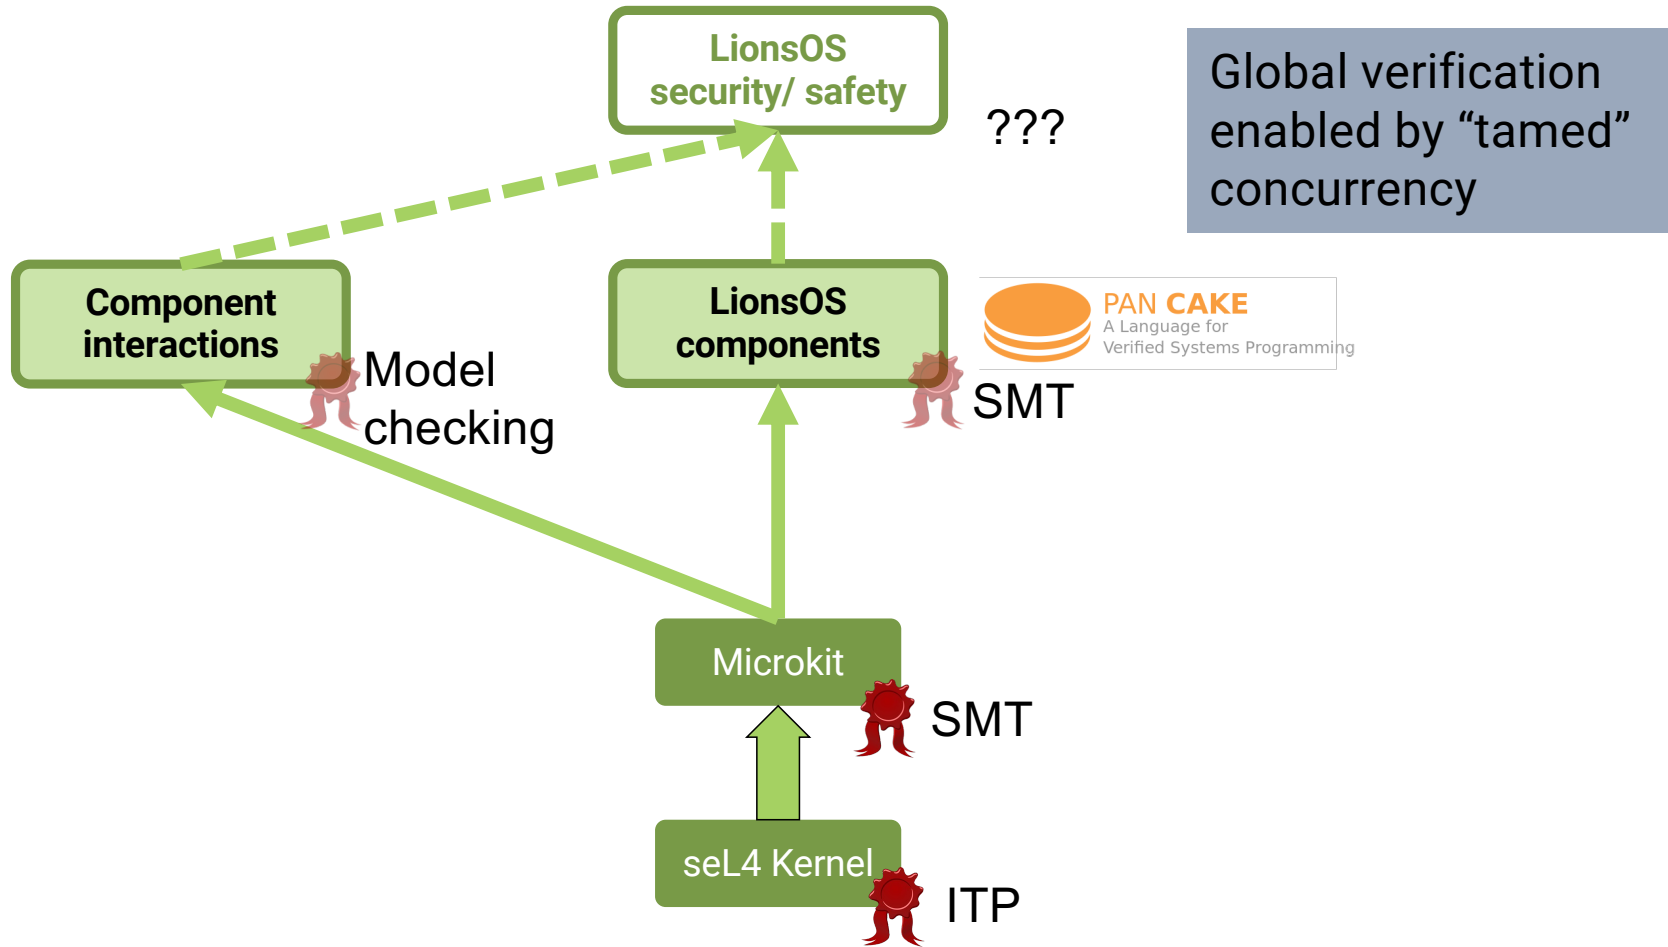 LionsOS
security/ safety
???
Global verification
enabled by “tamed”
concurrency
Component
interactions
Model
checking
LionsOS
components
SMT
PAN CAKE
A Language for
Verified Systems Programming
Microkit
SMT
seL4 Kernel
ITP